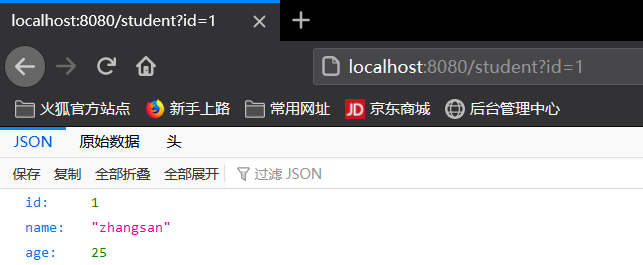 localhost:8080/student?id=1
localhost:8080/student?id=1
火狐官方站点 新手上路 常用网址 JD 京东商城 后台管理中心
JSON 原始数据 头
保存 复制 全部折叠 全部展开 过滤 JSON
id: 1
name: "zhangsan"
age: 25